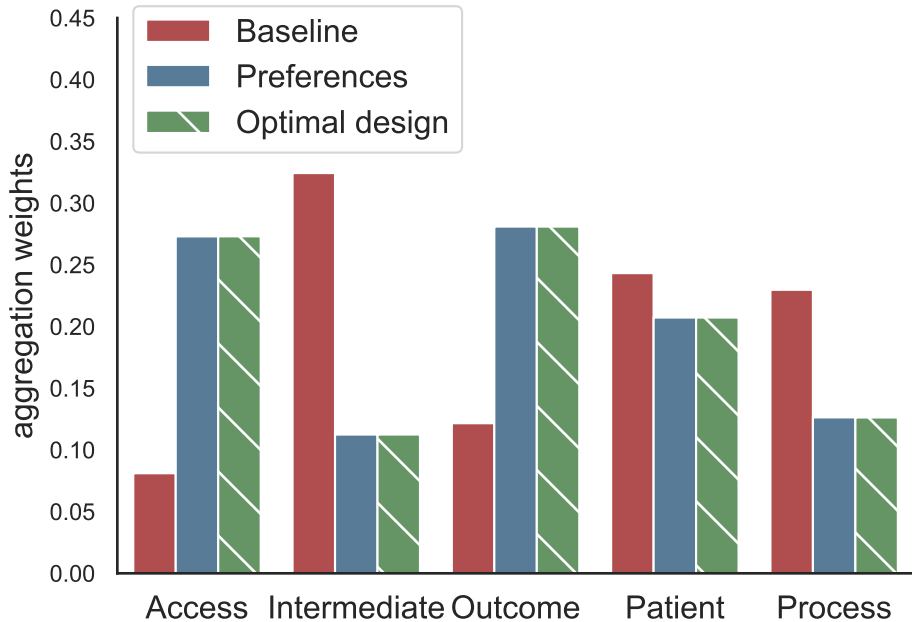 0.45
0.40
0.35
0.30
0.25
0.20
0.15
0.10
0.05
0.00
aggregation weights
Baseline
Preferences
Optimal design
Access Intermediate Outcome Patient Process